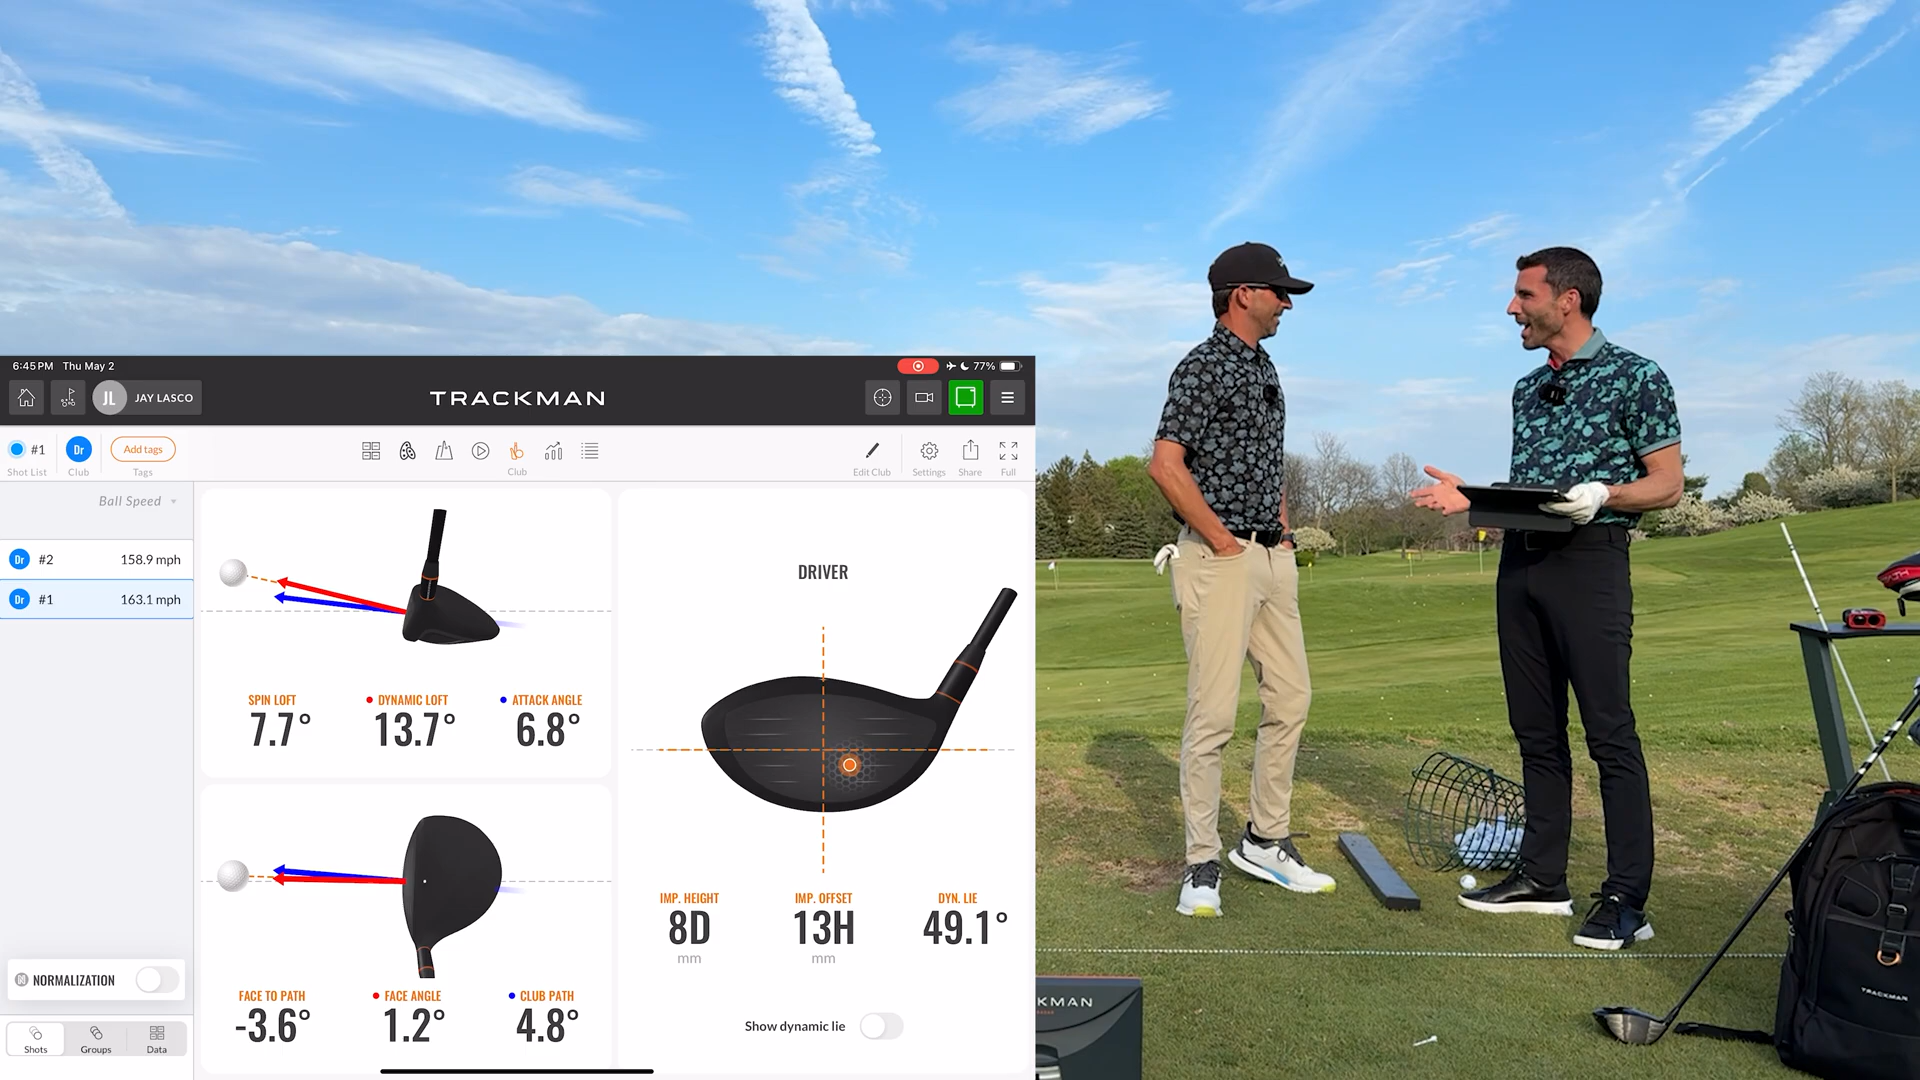 6:45 PM Thu May 2
77%
JL JAY LASCO
TRACKMAN
#1
Shot List
Dr
Club
Add tags
Tags
Club
Edit Club
Settings
Share
Full
Ball Speed
Dr #2 158.9 mph
Dr #1 163.1 mph
SPIN LOFT DYNAMIC LOFT ATTACK ANGLE
7.7° 13.7° 6.8°
DRIVER
IMP. HEIGHT IMP. OFFSET DYN. LIE
8D 13H 49.1°
mm mm
NORMALIZATION
FACE TO PATH FACE ANGLE CLUB PATH
-3.6° 1.2° 4.8°
Show dynamic lie
Shots Groups Data
KMAN
TRACKMAN